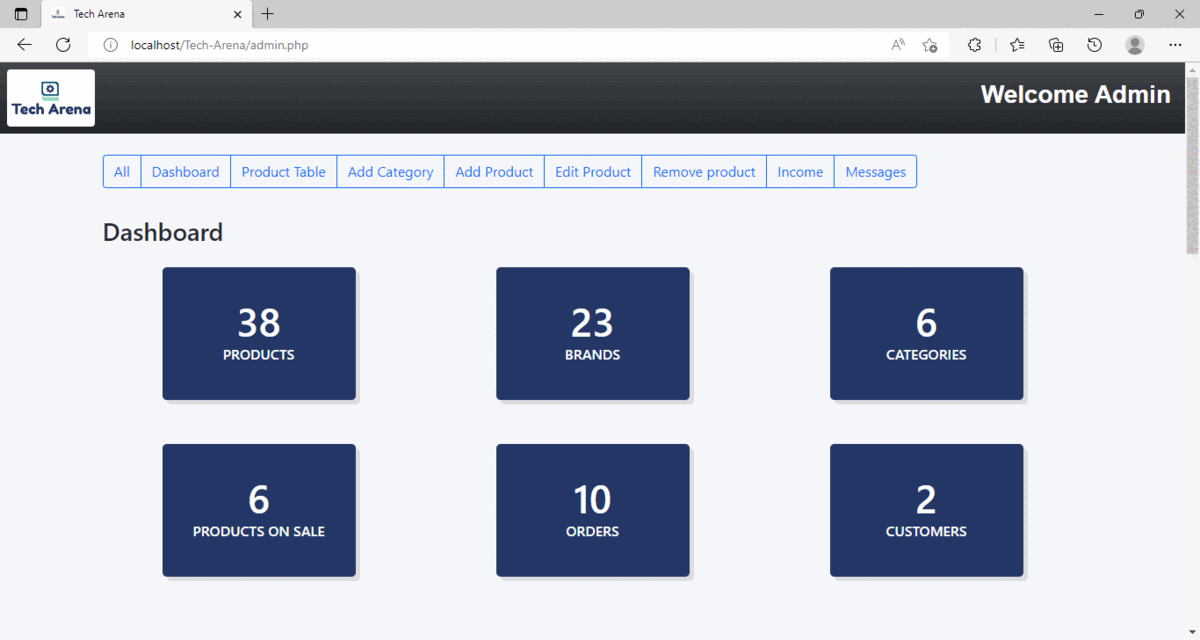 Tech Arena
localhost/Tech-Arena/admin.php
Tech Arena
Welcome Admin
All Dashboard Product Table Add Category Add Product Edit Product Remove product Income Messages
Dashboard
38 23 6
PRODUCTS BRANDS CATEGORIES
6 10 2
PRODUCTS ON SALE ORDERS CUSTOMERS